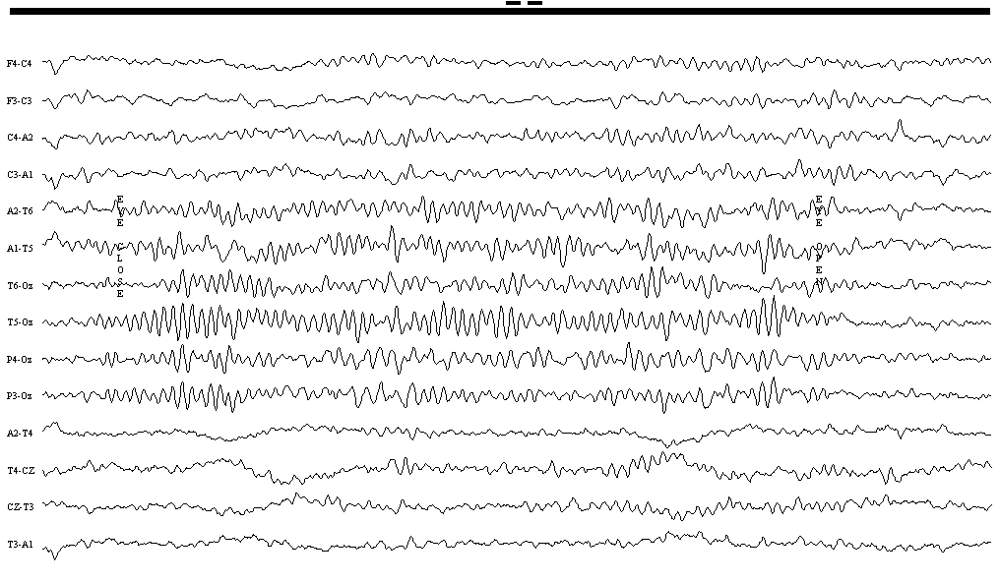 F4-C4
F3-C3
C4-A2
C3-A1
A2-T6
A1-T5
T6-Oz
T5-Oz
P4-Oz
P3-Oz
A2-T4
T4-CZ
CZ-T3
T3-A1
EYE CLOSE
EYE OPEN